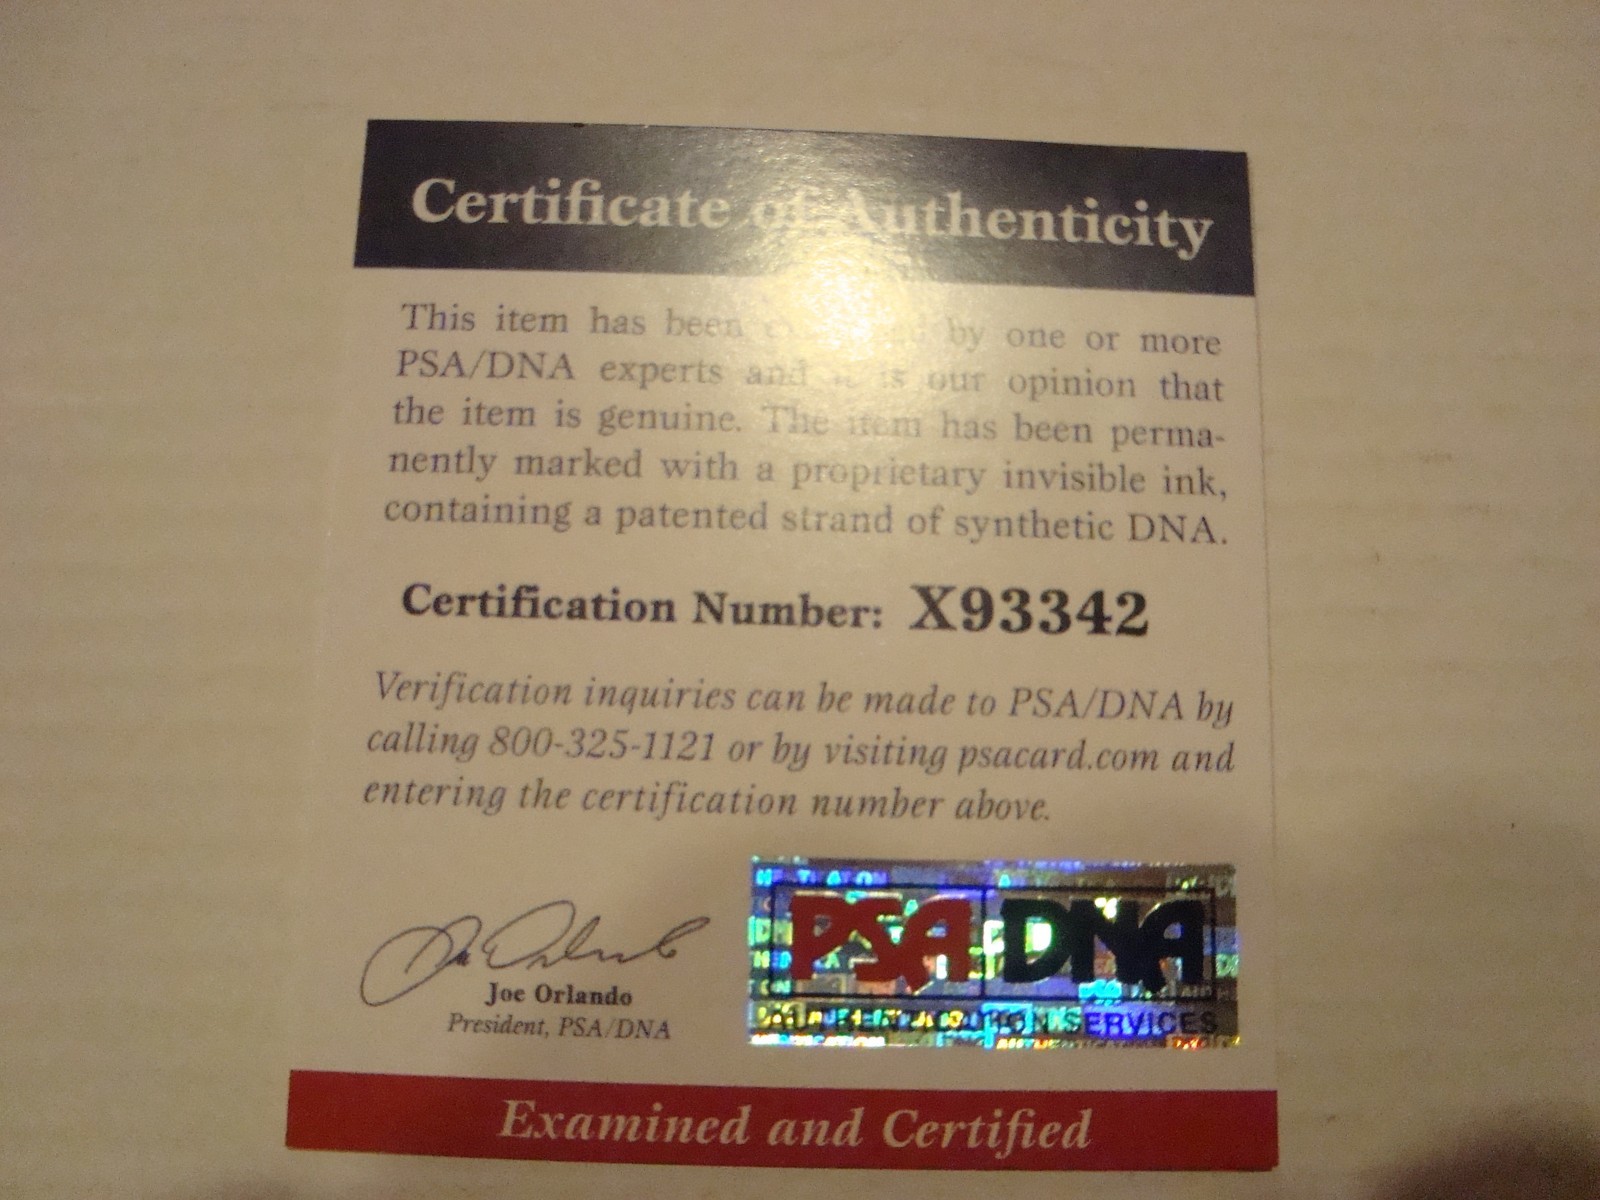 Certificate of Authenticity
This item has been by one or more
PSA/DNA experts and it is our opinion that
the item is genuine. The item has been perma-
nently marked with a proprietary invisible ink,
containing a patented strand of synthetic DNA.
Certification Number: X93342
Verification inquiries can be made to PSA/DNA by
calling 800-325-1121 or by visiting psacard.com and
entering the certification number above.
Joe Orlando
President, PSA/DNA
PSA DNA
AUTHENTICATION SERVICES
Examined and Certified